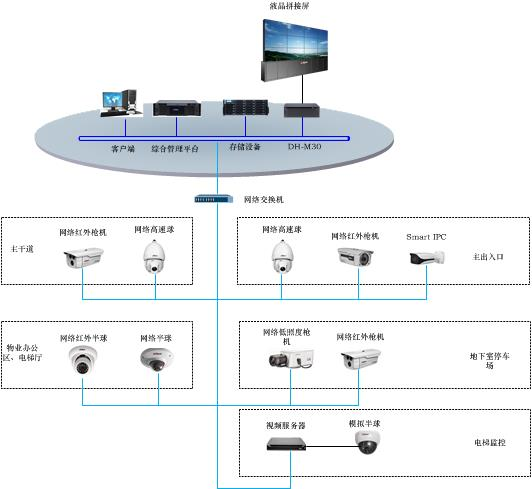 液晶拼接屏
客户端
综合管理平台
存储设备
DH-M30
网络交换机
主干道
网络红外枪机
网络高速球
网络高速球
网络红外枪机
Smart IPC
主出入口
物业办公
区、电梯厅
网络红外半球
网络半球
网络低照度枪
机
网络红外枪机
地下室停车
场
视频服务器
模拟半球
电梯监控